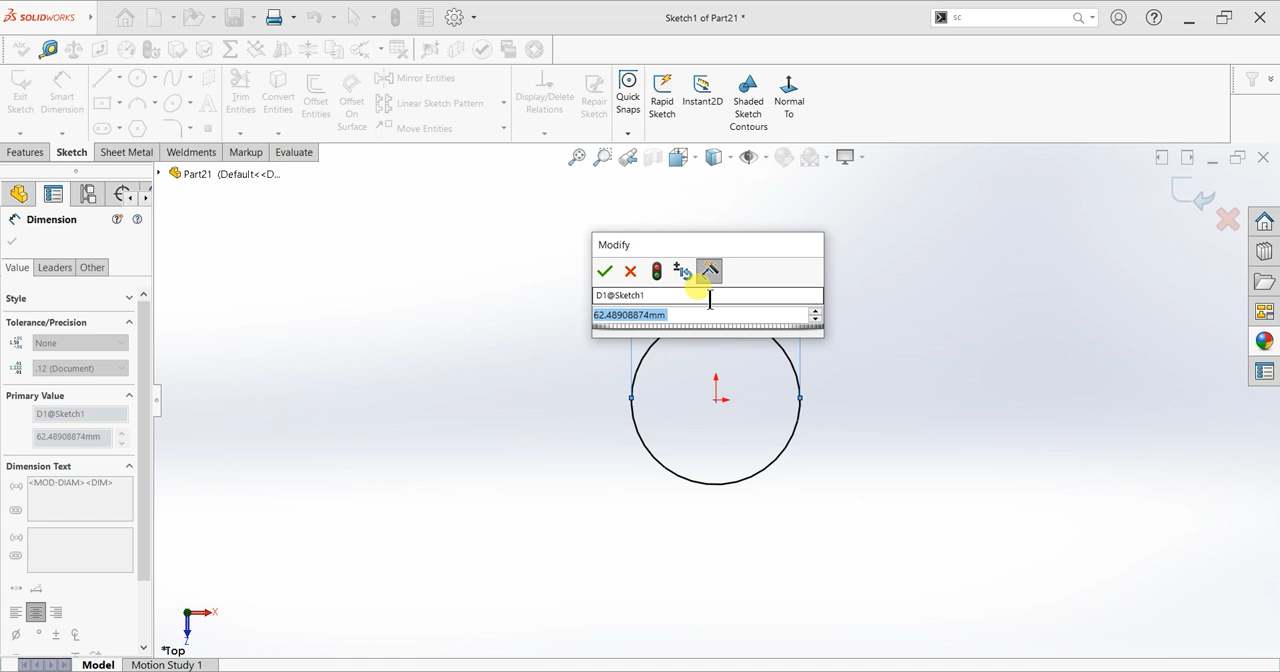 SOLIDWORKS
Sketch1 of Part21 *
sc
Exit Sketch
Smart Dimension
Trim Entities
Convert Entities
Offset Entities
Offset On Surface
Mirror Entities
Linear Sketch Pattern
Move Entities
Display/Delete Relations
Repair Sketch
Quick Snaps
Rapid Sketch
Instant2D
Shaded Sketch Contours
Normal To
Features
Sketch
Sheet Metal
Weldments
Markup
Evaluate
Part21 (Default<<D...
Dimension
Value
Leaders
Other
Style
Tolerance/Precision
None
.12 (Document)
Primary Value
D1@Sketch1
62.48908874mm
Dimension Text
<MOD-DIAM><DIM>
Modify
D1@Sketch1
62.48908874mm
X
Z
*Top
Model
Motion Study 1